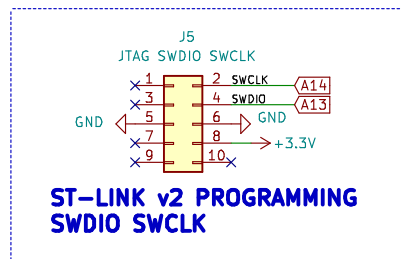 J5
JTAG SWDIO SWCLK
1 2 SWCLK A14
3 4 SWDIO A13
GND 5 6 GND
7 8 +3.3V
9 10
ST-LINK v2 PROGRAMMING
SWDIO SWCLK